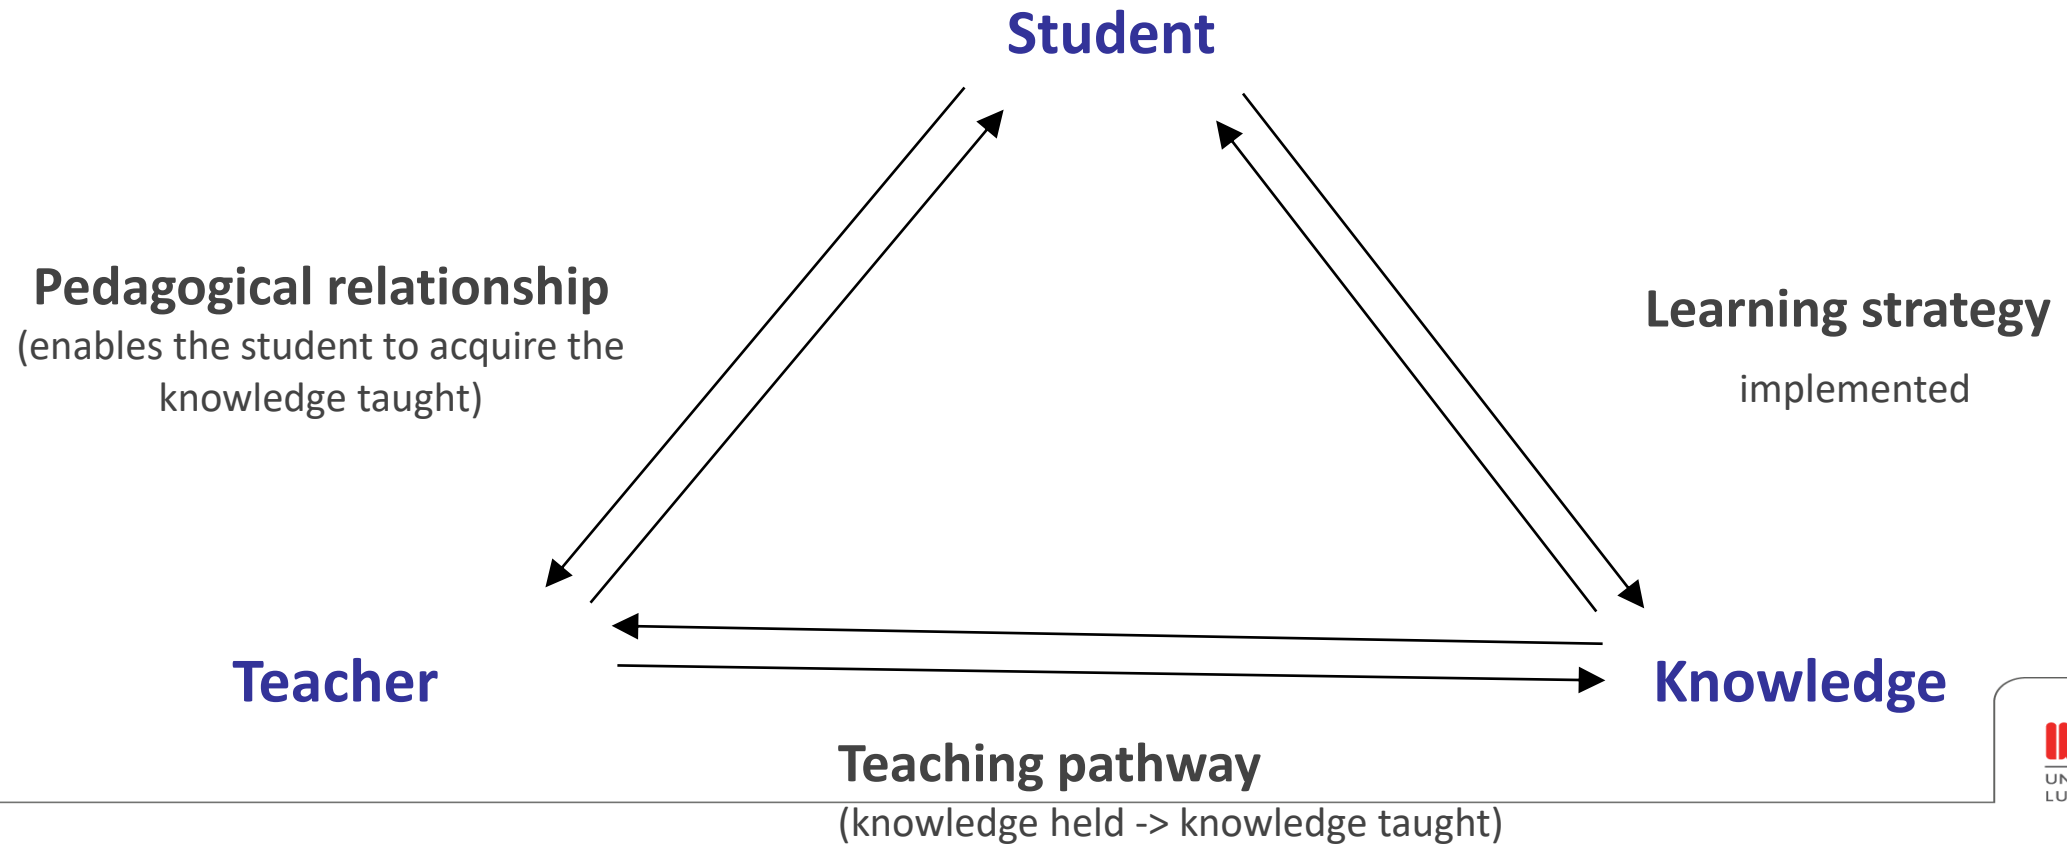 Student
Pedagogical relationship
(enables the student to acquire the
knowledge taught)
Learning strategy
implemented
Teacher
Knowledge
Teaching pathway
(knowledge held -> knowledge taught)